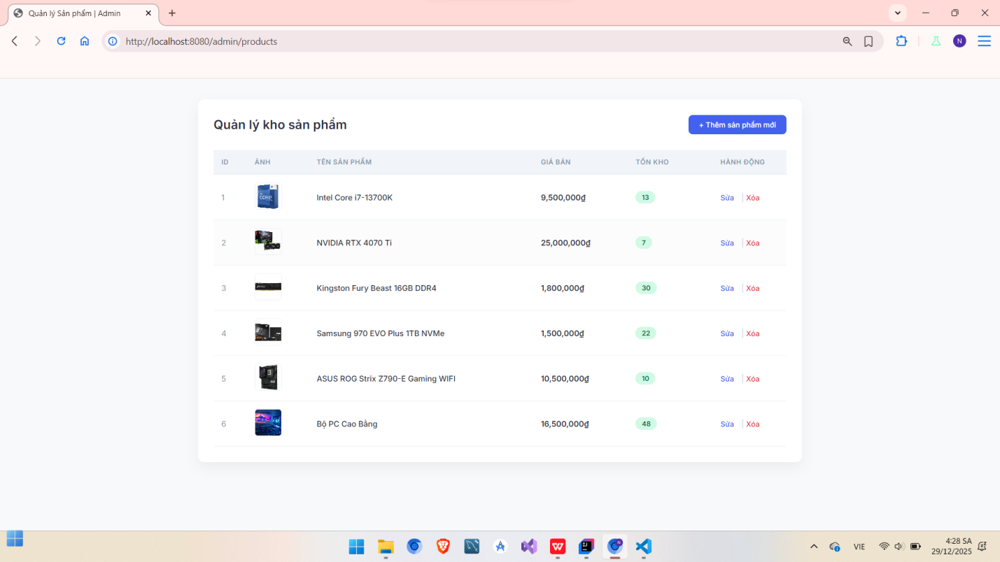 Quản lý Sản phẩm | Admin
http://localhost:8080/admin/products
N
Quản lý kho sản phẩm
+ Thêm sản phẩm mới
ID ẢNH TÊN SẢN PHẨM GIÁ BÁN TỒN KHO HÀNH ĐỘNG
1 Intel Core i7-13700K 9,500,000₫ 13 Sửa | Xóa
2 NVIDIA RTX 4070 Ti 25,000,000₫ 7 Sửa | Xóa
3 Kingston Fury Beast 16GB DDR4 1,800,000₫ 30 Sửa | Xóa
4 Samsung 970 EVO Plus 1TB NVMe 1,500,000₫ 22 Sửa | Xóa
5 ASUS ROG Strix Z790-E Gaming WIFI 10,500,000₫ 10 Sửa | Xóa
6 Bộ PC Cao Bằng 16,500,000₫ 48 Sửa | Xóa
VIE
4:28 SA
29/12/2025